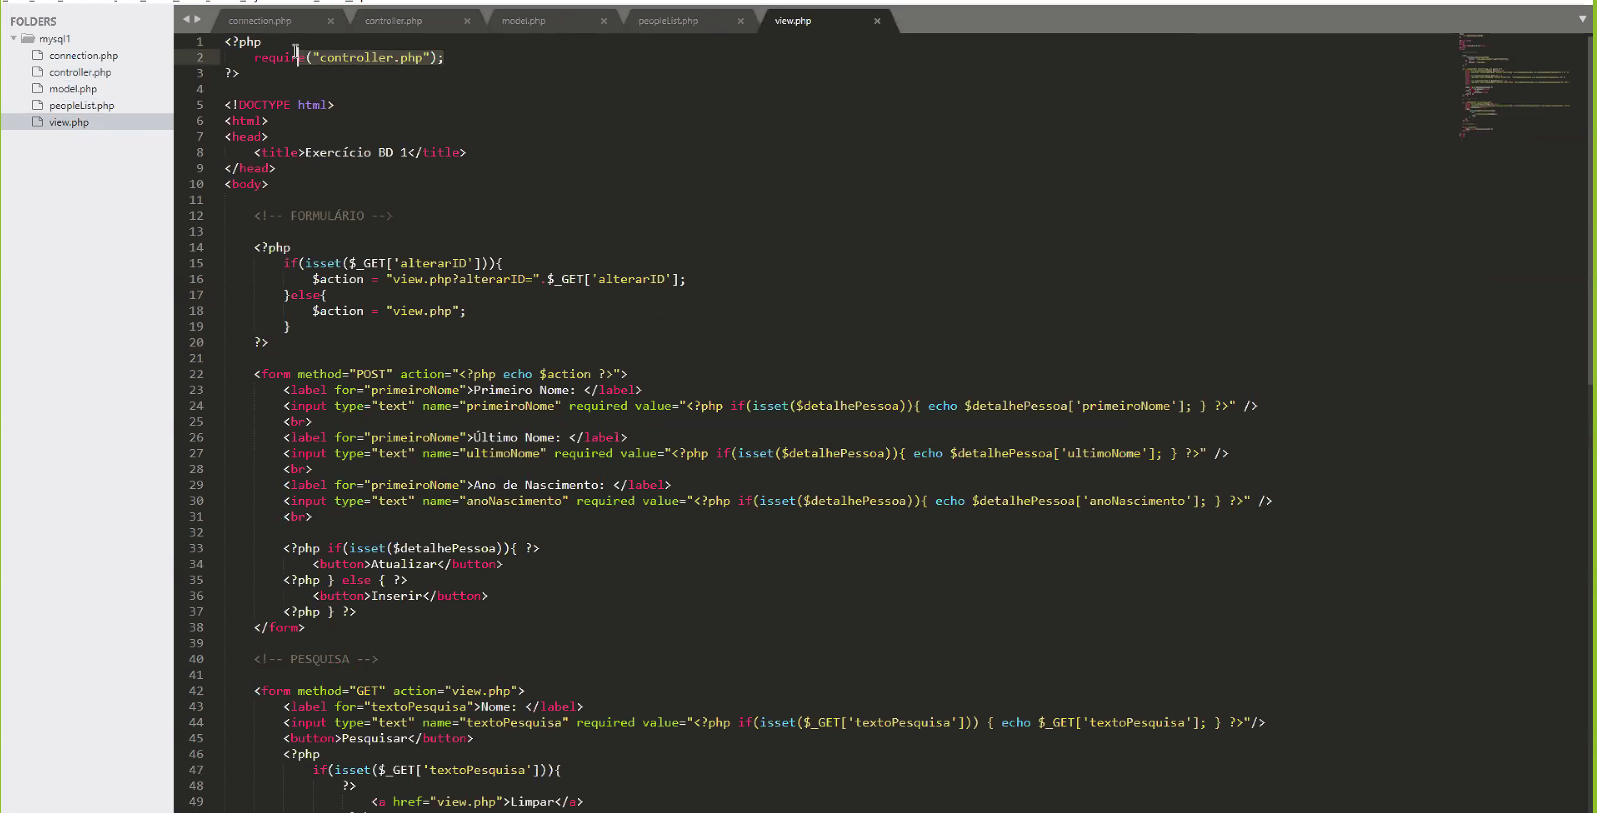 FOLDERS
mysql1
connection.php
controller.php
model.php
peopleList.php
view.php
connection.php × controller.php × model.php × peopleList.php × view.php ×
1 <?php
2 require("controller.php");
3 ?>
4
5 <!DOCTYPE html>
6 <html>
7 <head>
8 <title>Exercício BD 1</title>
9 </head>
10 <body>
11
12 <!-- FORMULÁRIO -->
13
14 <?php
15 if(isset($_GET['alterarID'])){
16 $action = "view.php?alterarID=".$_GET['alterarID'];
17 }else{
18 $action = "view.php";
19 }
20 ?>
21
22 <form method="POST" action="<?php echo $action ?>">
23 <label for="primeiroNome">Primeiro Nome: </label>
24 <input type="text" name="primeiroNome" required value="<?php if(isset($detalhePessoa)){ echo $detalhePessoa['primeiroNome']; } ?>" />
25 <br>
26 <label for="primeiroNome">Último Nome: </label>
27 <input type="text" name="ultimoNome" required value="<?php if(isset($detalhePessoa)){ echo $detalhePessoa['ultimoNome']; } ?>" />
28 <br>
29 <label for="primeiroNome">Ano de Nascimento: </label>
30 <input type="text" name="anoNascimento" required value="<?php if(isset($detalhePessoa)){ echo $detalhePessoa['anoNascimento']; } ?>" />
31 <br>
32
33 <?php if(isset($detalhePessoa)){ ?>
34 <button>Atualizar</button>
35 <?php } else { ?>
36 <button>Inserir</button>
37 <?php } ?>
38 </form>
39
40 <!-- PESQUISA -->
41
42 <form method="GET" action="view.php">
43 <label for="textoPesquisa">Nome: </label>
44 <input type="text" name="textoPesquisa" required value="<?php if(isset($_GET['textoPesquisa'])) { echo $_GET['textoPesquisa']; } ?>"/>
45 <button>Pesquisar</button>
46 <?php
47 if(isset($_GET['textoPesquisa'])){
48 ?>
49 <a href="view.php">Limpar</a>